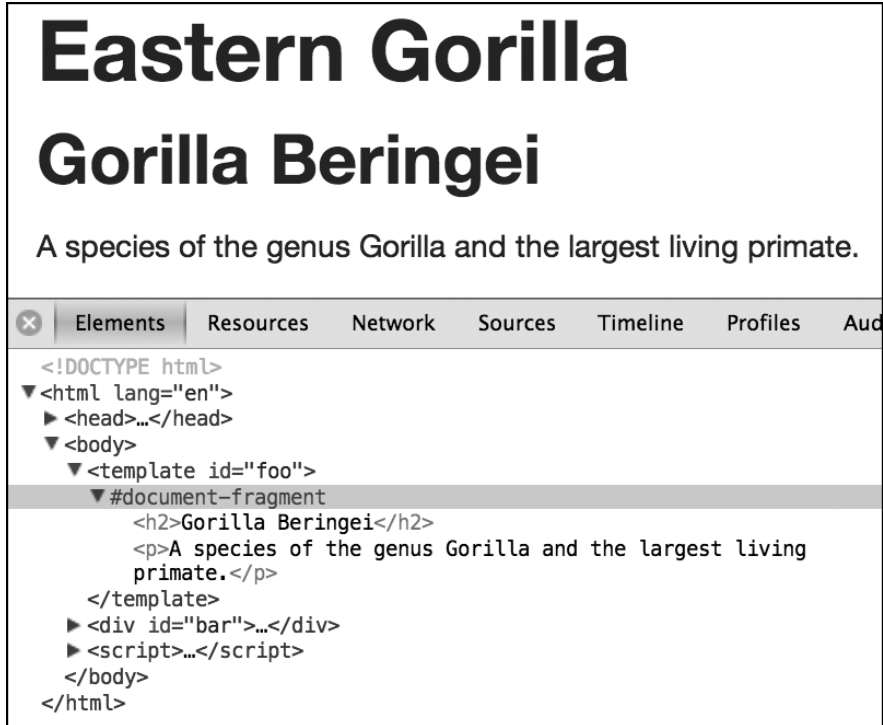 Eastern Gorilla
Gorilla Beringei
A species of the genus Gorilla and the largest living primate.
Elements Resources Network Sources Timeline Profiles Aud
<!DOCTYPE html>
<html lang="en">
<head>…</head>
<body>
<template id="foo">
#document-fragment
<h2>Gorilla Beringei</h2>
<p>A species of the genus Gorilla and the largest living
primate.</p>
</template>
<div id="bar">…</div>
<script>…</script>
</body>
</html>